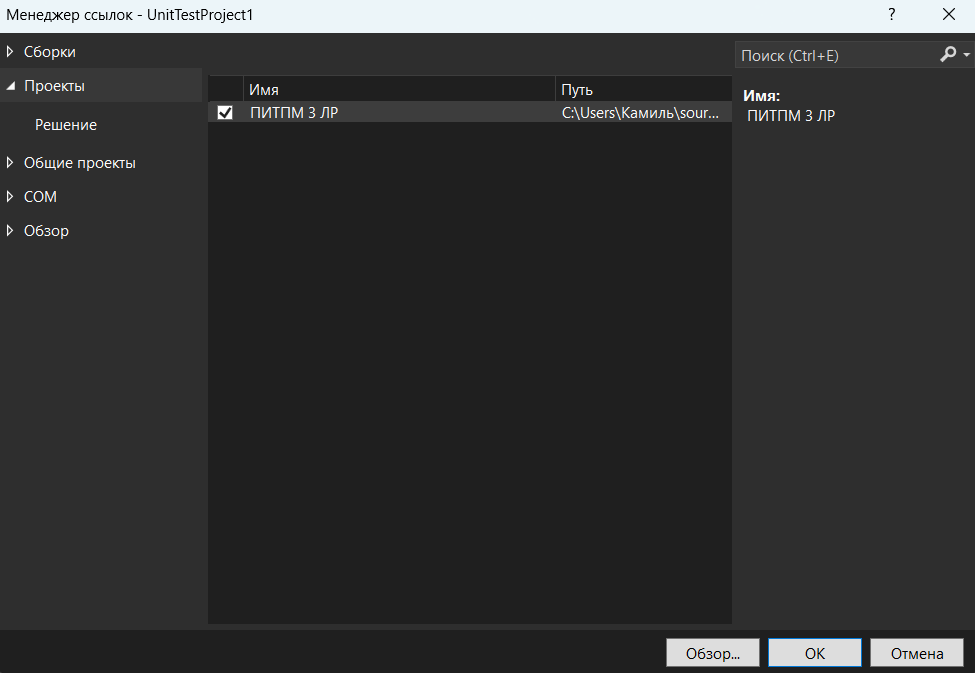 Менеджер ссылок - UnitTestProject1
?
Сборки
Проекты
Решение
Общие проекты
COM
Обзор
Имя Путь
ПИТПМ 3 ЛР C:\Users\Камиль\sour...
Поиск (Ctrl+E)
Имя:
ПИТПМ 3 ЛР
Обзор... ОК Отмена